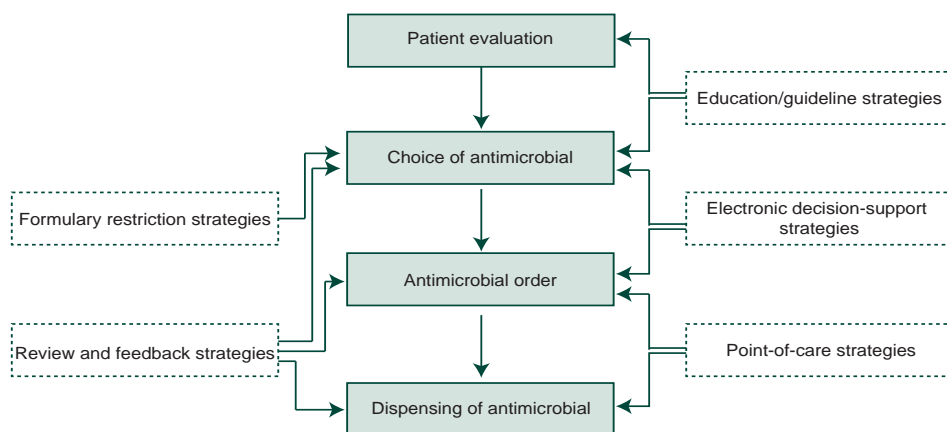 Patient evaluation
Education/guideline strategies
Choice of antimicrobial
Formulary restriction strategies
Electronic decision-support
strategies
Antimicrobial order
Review and feedback strategies
Point-of-care strategies
Dispensing of antimicrobial